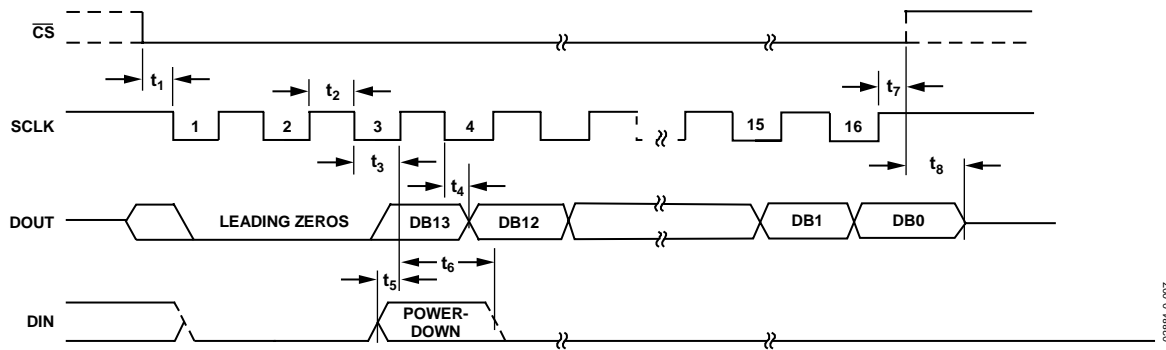 CS
t1
t7
t2
SCLK
1
2
3
4
15
16
t3
t4
t8
DOUT
LEADING ZEROS
DB13
DB12
DB1
DB0
t6
t5
DIN
POWER-
DOWN